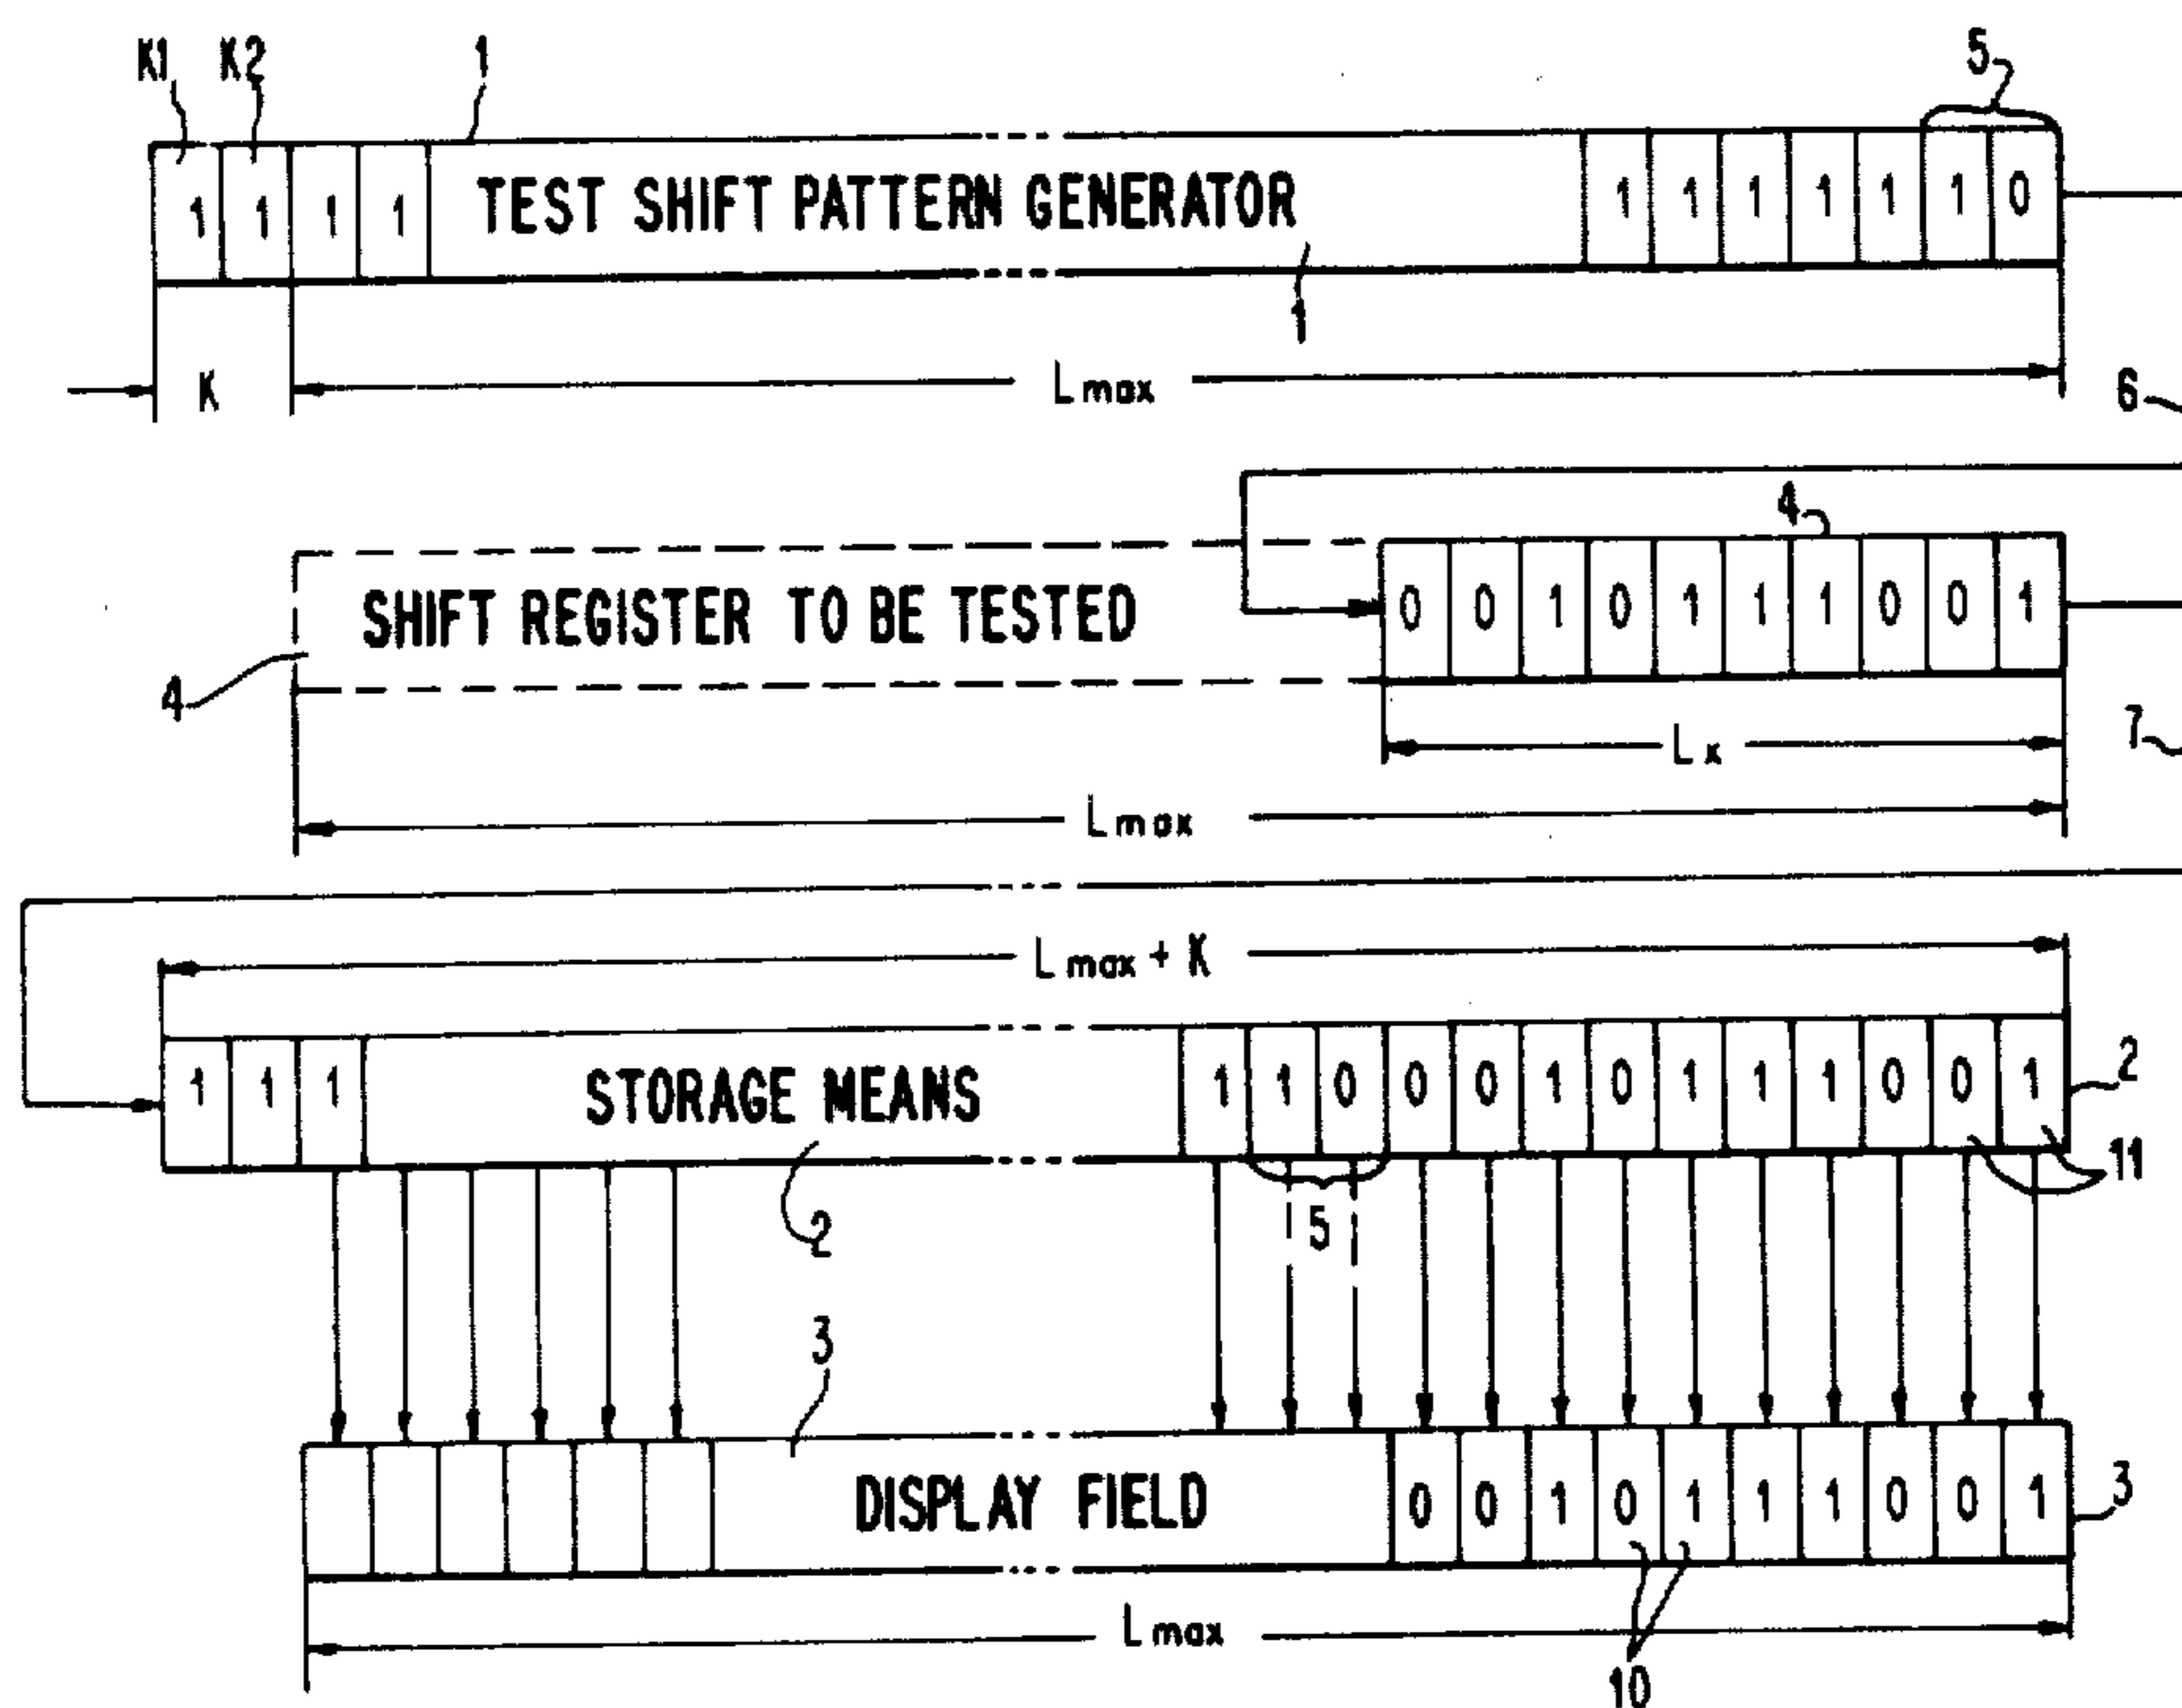 K1 K2 1 5
1 1 1 1 TEST SHIFT PATTERN GENERATOR 1 1 1 1 1 1 0
1
K Lmax
6
4
SHIFT REGISTER TO BE TESTED 0 0 1 0 1 1 1 0 0 1
4
Lx 7
Lmax
Lmax + K
1 1 1 STORAGE MEANS 1 1 0 0 0 1 0 1 1 1 0 0 1 2
11
2 5
3
DISPLAY FIELD 0 0 1 0 1 1 1 0 0 1 3
Lmax
10